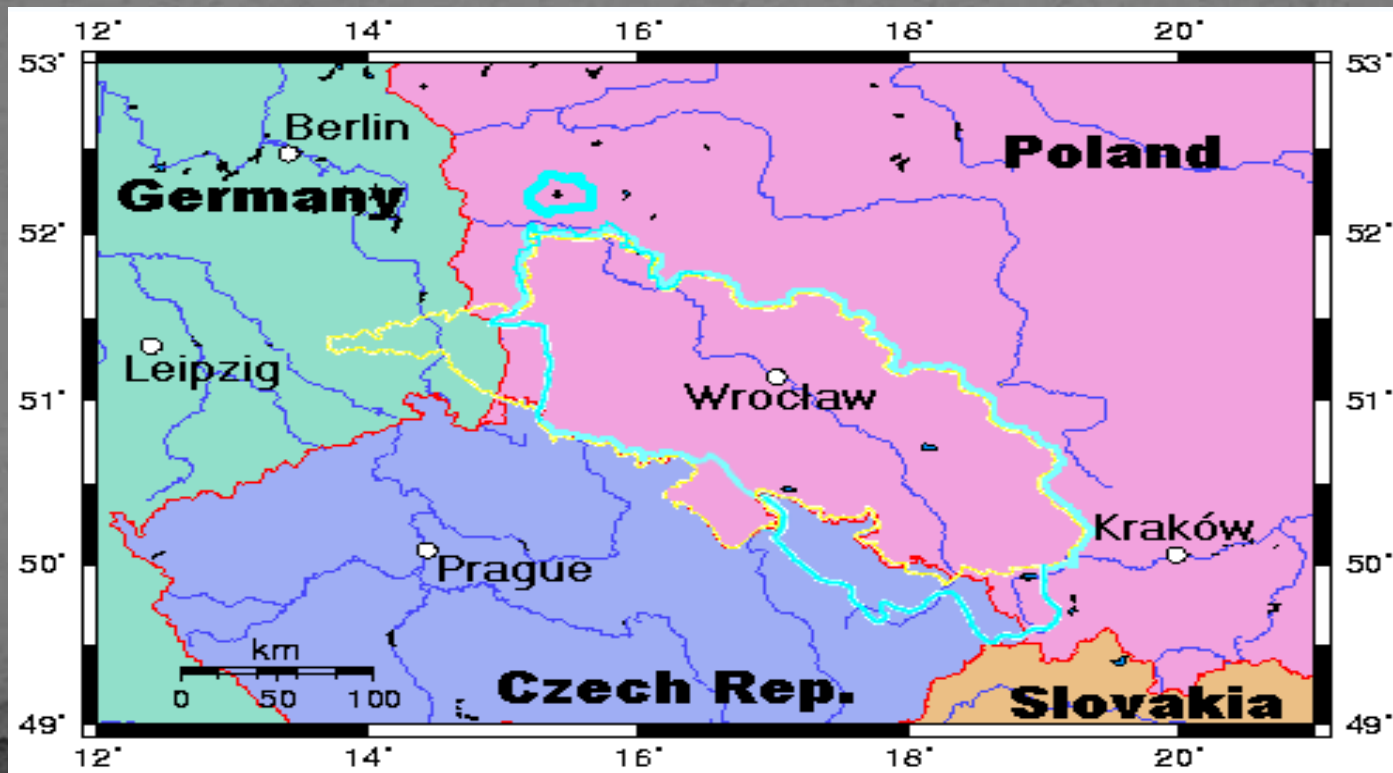 12˙ 14˙ 16˙ 18˙ 20˙
53˙ 53˙
Berlin
Poland
Germany
52˙ 52˙
Leipzig
Wrocław
51˙ 51˙
Kraków
50˙ 50˙
Prague
km
0 50 100
Czech Rep.
Slovakia
49˙ 49˙
12˙ 14˙ 16˙ 18˙ 20˙